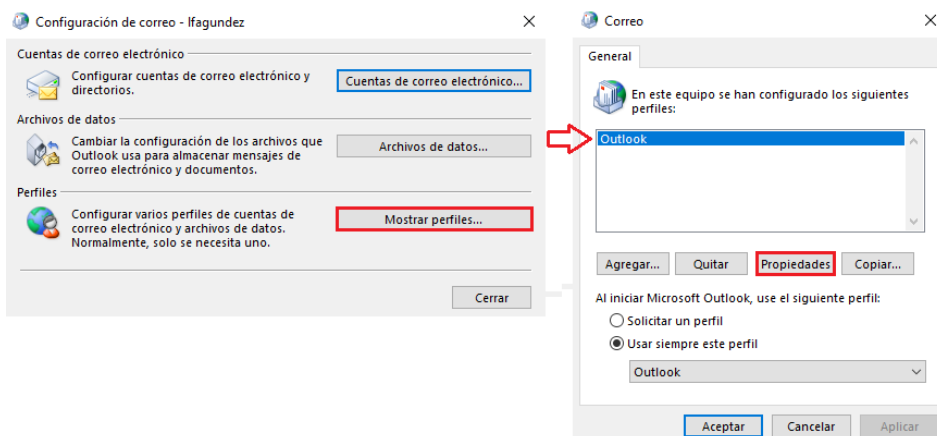 Configuración de correo - lfagundez
Cuentas de correo electrónico
Configurar cuentas de correo electrónico y
directorios.
Cuentas de correo electrónico...
Archivos de datos
Cambiar la configuración de los archivos que
Outlook usa para almacenar mensajes de
correo electrónico y documentos.
Archivos de datos...
Perfiles
Configurar varios perfiles de cuentas de
correo electrónico y archivos de datos.
Normalmente, solo se necesita uno.
Mostrar perfiles...
Cerrar
Correo
General
En este equipo se han configurado los siguientes
perfiles:
Outlook
Agregar... Quitar Propiedades Copiar...
Al iniciar Microsoft Outlook, use el siguiente perfil:
Solicitar un perfil
Usar siempre este perfil
Outlook
Aceptar Cancelar Aplicar